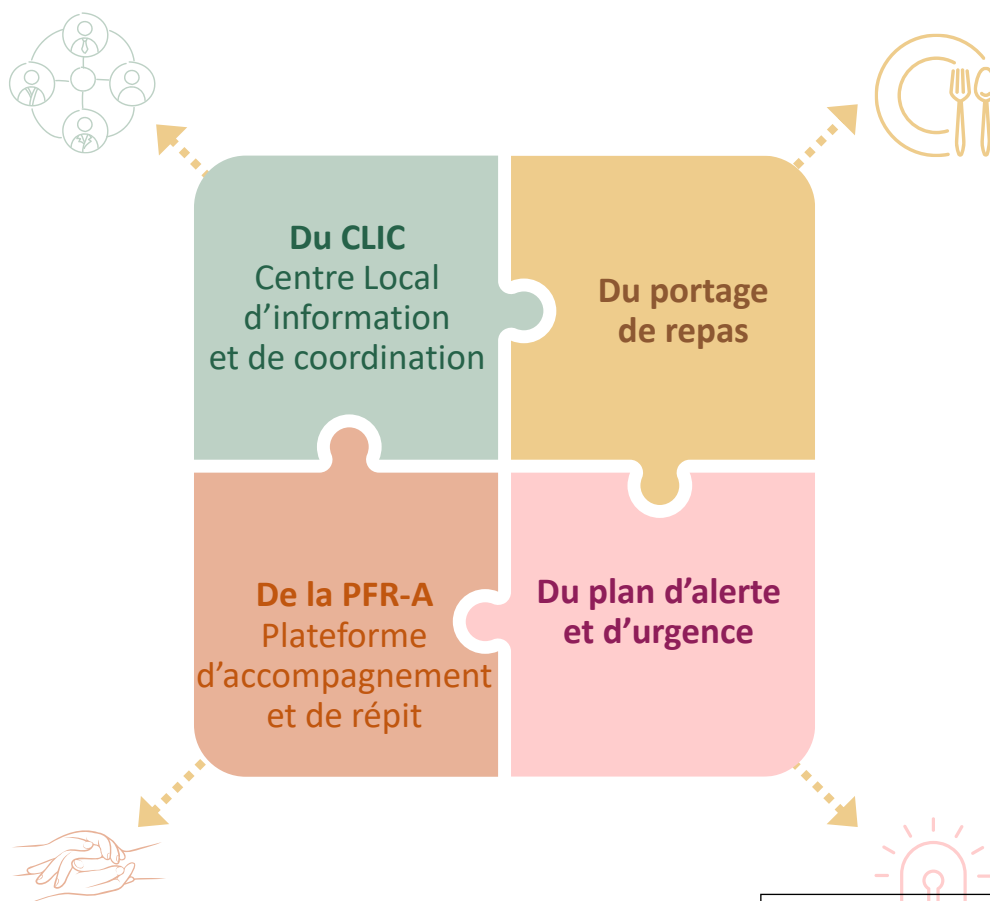 Du CLIC
Centre Local
d’information
et de coordination
Du portage
de repas
De la PFR-A
Plateforme
d’accompagnement
et de répit
Du plan d’alerte
et d’urgence